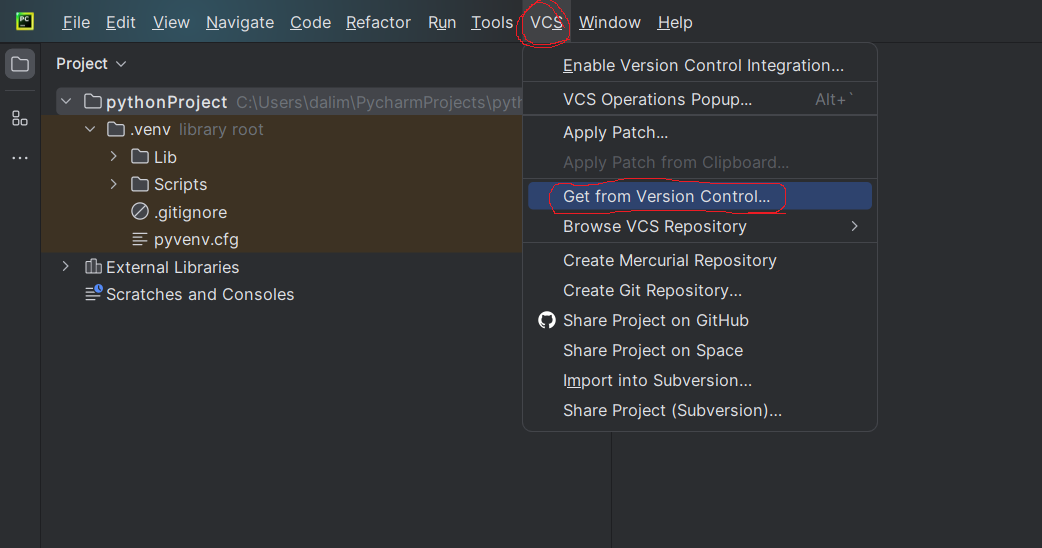 PC
File Edit View Navigate Code Refactor Run Tools VCS Window Help
Project
pythonProject C:\Users\dalim\PycharmProjects\pyth
.venv library root
Lib
Scripts
.gitignore
pyvenv.cfg
External Libraries
Scratches and Consoles
Enable Version Control Integration...
VCS Operations Popup... Alt+`
Apply Patch...
Apply Patch from Clipboard...
Get from Version Control...
Browse VCS Repository
Create Mercurial Repository
Create Git Repository...
Share Project on GitHub
Share Project on Space
Import into Subversion...
Share Project (Subversion)...